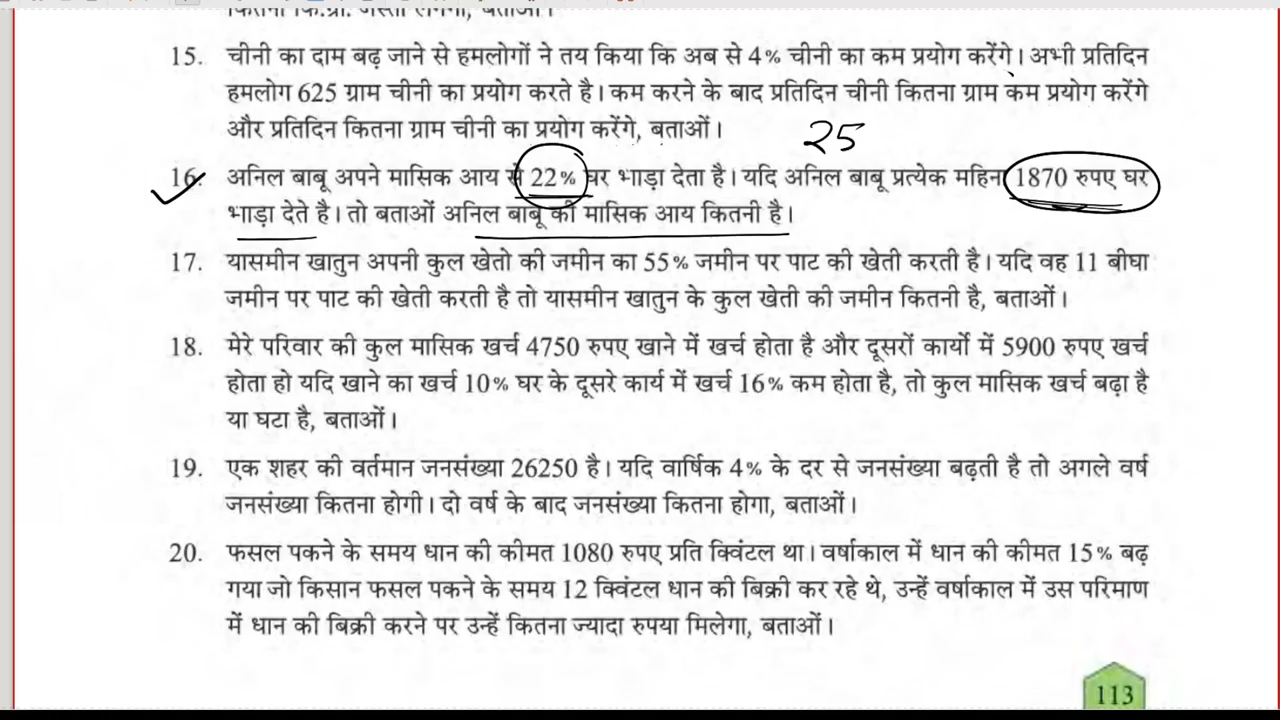 कितना कि.ग्रा. जस्ता लगेगा, बताओं।
15. चीनी का दाम बढ़ जाने से हमलोगों ने तय किया कि अब से 4% चीनी का कम प्रयोग करेंगे। अभी प्रतिदिन
हमलोग 625 ग्राम चीनी का प्रयोग करते है। कम करने के बाद प्रतिदिन चीनी कितना ग्राम कम प्रयोग करेंगे
और प्रतिदिन कितना ग्राम चीनी का प्रयोग करेंगे, बताओं।
25
16. अनिल बाबू अपने मासिक आय से 22% घर भाड़ा देता है। यदि अनिल बाबू प्रत्येक महिना 1870 रुपए घर
भाड़ा देते है। तो बताओं अनिल बाबू की मासिक आय कितनी है।
17. यासमीन खातुन अपनी कुल खेतो की जमीन का 55% जमीन पर पाट की खेती करती है। यदि वह 11 बीघा
जमीन पर पाट की खेती करती है तो यासमीन खातुन के कुल खेती की जमीन कितनी है, बताओं।
18. मेरे परिवार की कुल मासिक खर्च 4750 रुपए खाने में खर्च होता है और दूसरों कार्यो में 5900 रुपए खर्च
होता हो यदि खाने का खर्च 10% घर के दूसरे कार्य में खर्च 16% कम होता है, तो कुल मासिक खर्च बढ़ा है
या घटा है, बताओं।
19. एक शहर की वर्तमान जनसंख्या 26250 है। यदि वार्षिक 4% के दर से जनसंख्या बढ़ती है तो अगले वर्ष
जनसंख्या कितना होगी। दो वर्ष के बाद जनसंख्या कितना होगा, बताओं।
20. फसल पकने के समय धान की कीमत 1080 रुपए प्रति क्विंटल था। वर्षाकाल में धान की कीमत 15% बढ़
गया जो किसान फसल पकने के समय 12 क्विंटल धान की बिक्री कर रहे थे, उन्हें वर्षाकाल में उस परिमाण
में धान की बिक्री करने पर उन्हें कितना ज्यादा रुपया मिलेगा, बताओं।
113